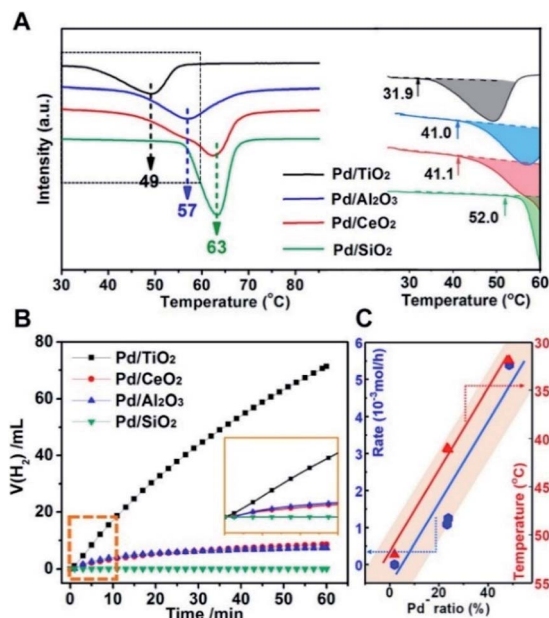 A
Intensity (a.u.)
49
57
63
Pd/TiO₂
Pd/Al₂O₃
Pd/CeO₂
Pd/SiO₂
30 40 50 60 70 80
Temperature (°C)
31.9
41.0
41.1
52.0
30 40 50 60
Temperature (°C)
B
V(H₂) /mL
80
60
40
20
0
Pd/TiO₂
Pd/CeO₂
Pd/Al₂O₃
Pd/SiO₂
0 10 20 30 40 50 60
Time /min
C
Rate (10⁻³mol/h)
6
5
4
3
2
1
0
30
35
40
45
50
55
Temperature (°C)
0 20 40
Pd⁻ ratio (%)